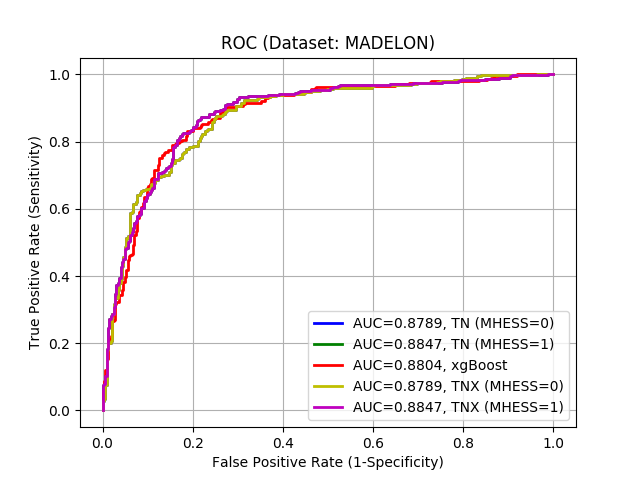 ROC (Dataset: MADELON)
True Positive Rate (Sensitivity)
1.0
0.8
0.6
0.4
0.2
0.0
AUC=0.8789, TN (MHESS=0)
AUC=0.8847, TN (MHESS=1)
AUC=0.8804, xgBoost
AUC=0.8789, TNX (MHESS=0)
AUC=0.8847, TNX (MHESS=1)
0.0 0.2 0.4 0.6 0.8 1.0
False Positive Rate (1-Specificity)